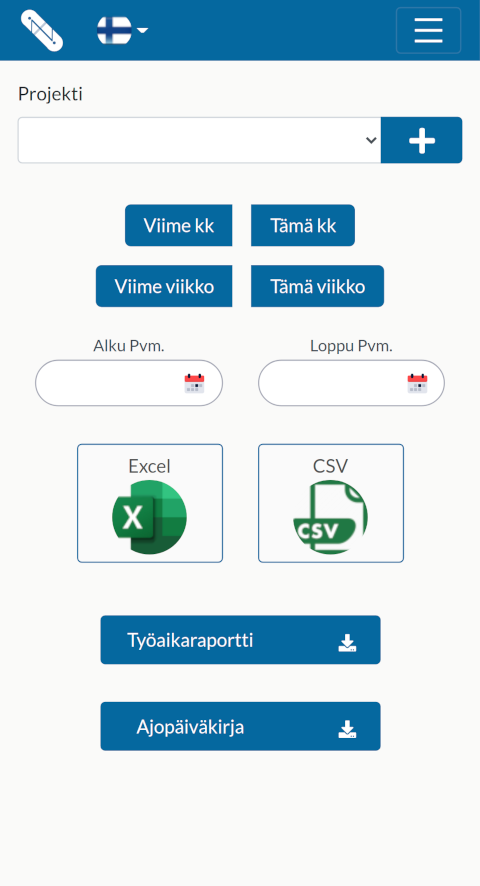 Projekti
Viime kk
Tämä kk
Viime viikko
Tämä viikko
Alku Pvm.
Loppu Pvm.
Excel
CSV
X
CSV
Työaikaraportti
Ajopäiväkirja